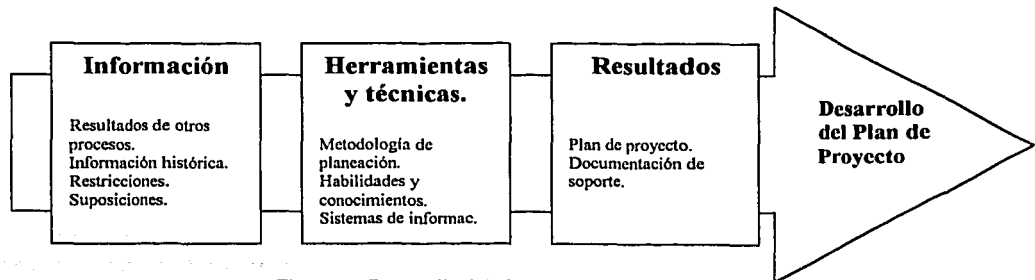 Información
Resultados de otros
procesos.
Información histórica.
Restricciones.
Suposiciones.
Herramientas
y técnicas.
Metodología de
planeación.
Habilidades y
conocimientos.
Sistemas de informac.
Resultados
Plan de proyecto.
Documentación de
soporte.
Desarrollo
del Plan de
Proyecto